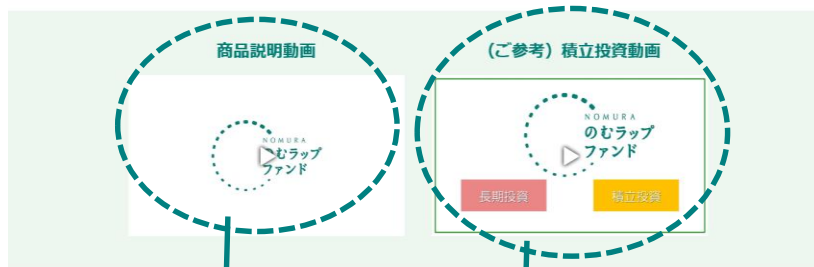 商品説明動画
(ご参考) 積立投資動画
NOMURA
のむラップ
ファンド
NOMURA
のむラップ
ファンド
長期投資
積立投資